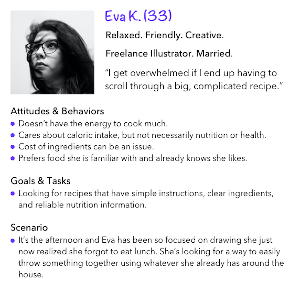 Eva K. (33)
Relaxed. Friendly. Creative.
Freelance Illustrator. Married.
“I get overwhelmed if I end up having to
scroll through a big, complicated recipe.”
Attitudes & Behaviors
Doesn't have the energy to cook much.
Cares about caloric intake, but not necessarily nutrition or health.
Cost of ingredients can be an issue.
Prefers food she is familiar with and already knows she likes.
Goals & Tasks
Looking for recipes that have simple instructions, clear ingredients,
and reliable nutrition information.
Scenario
It's the afternoon and Eva has been so focused on drawing she just
now realized she forgot to eat lunch. She's looking for a way to easily
throw something together using whatever she already has around the
house.